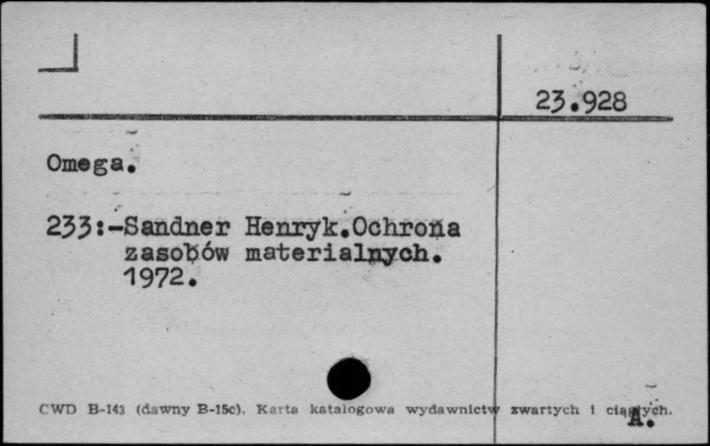 23.928
Omega.
233:-Sandner Henryk.Ochrona
zasobów materialnych.
1972.
CWD B-143 (dawny B-15c). Karta katalogowa wydawnictw zwartych i ciągłych.
A.